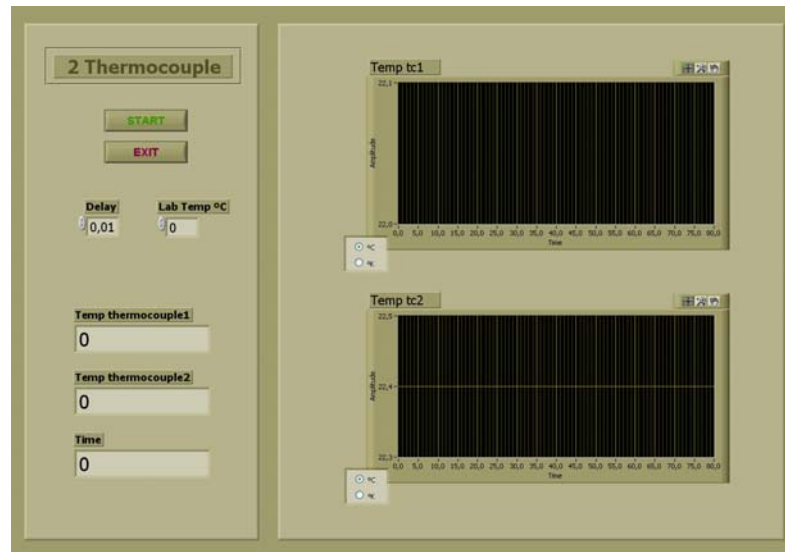 2 Thermocouple
START
EXIT
Delay
Lab Temp ºC
0,01
0
Temp thermocouple1
0
Temp thermocouple2
0
Time
0
Temp tc1
22,1
Amplitude
22,0
0,0 5,0 10,0 15,0 20,0 25,0 30,0 35,0 40,0 45,0 50,0 55,0 60,0 65,0 70,0 75,0 80,0
Time
ºC
ºK
Temp tc2
22,5
Amplitude
22,4
22,3
0,0 5,0 10,0 15,0 20,0 25,0 30,0 35,0 40,0 45,0 50,0 55,0 60,0 65,0 70,0 75,0 80,0
Time
ºC
ºK